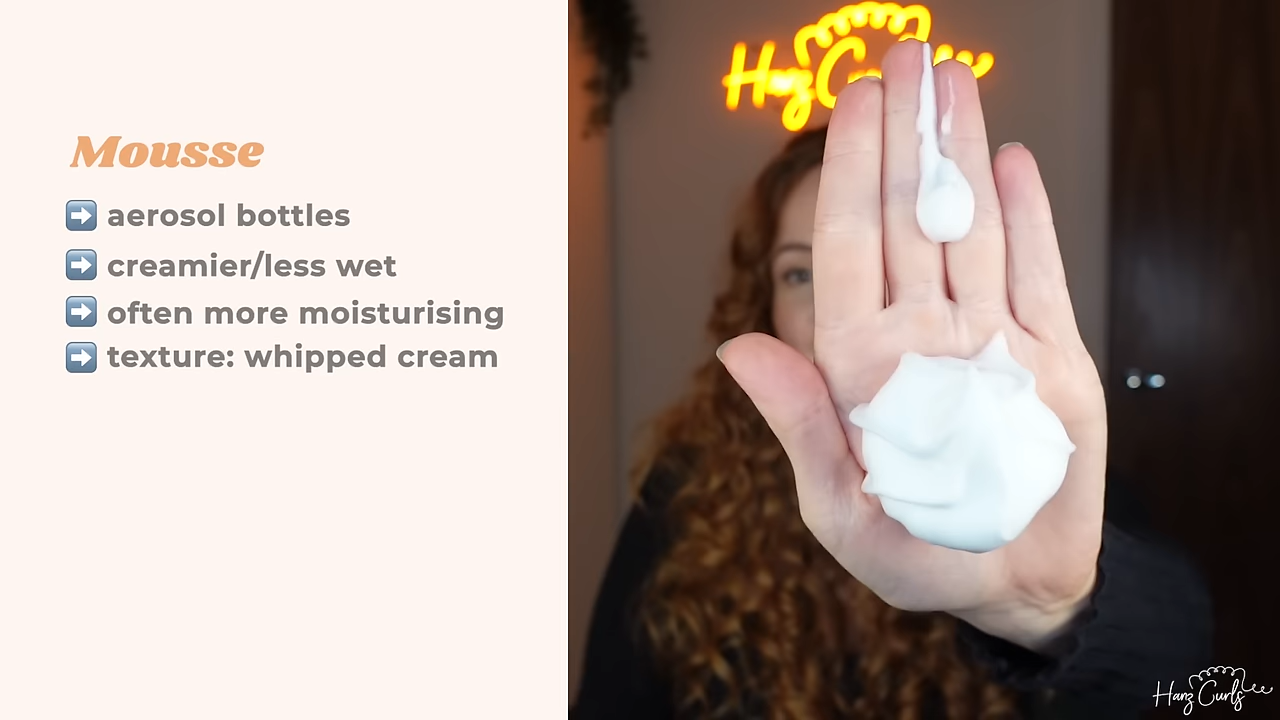 Mousse
➡️ aerosol bottles
➡️ creamier/less wet
➡️ often more moisturising
➡️ texture: whipped cream
Hanz Curls